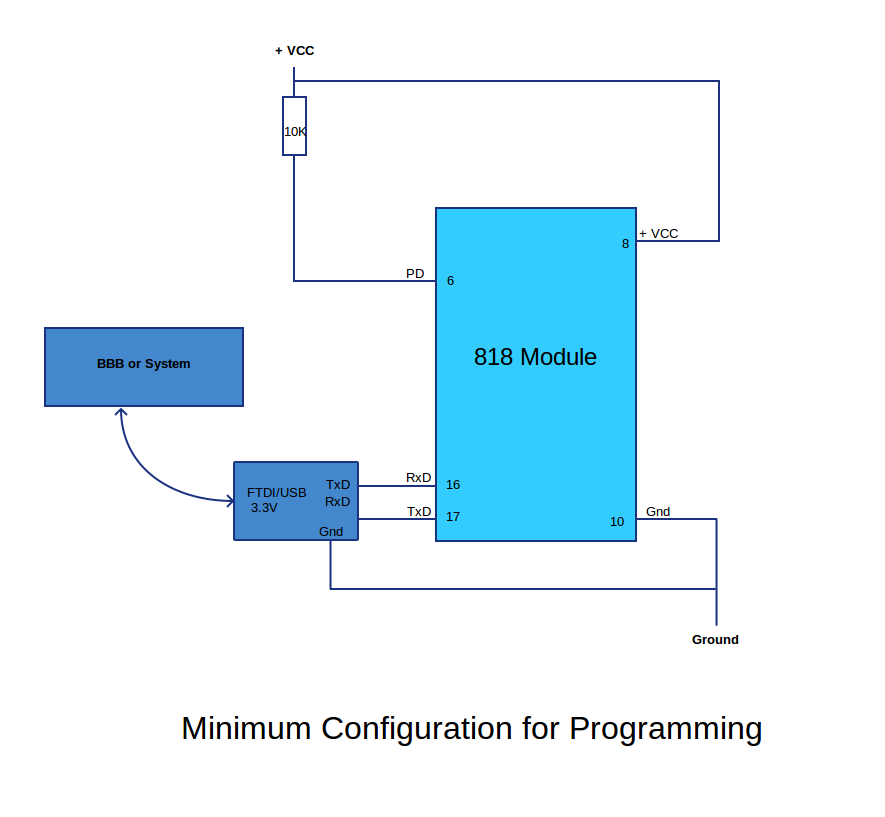 + VCC
10K
8
+ VCC
PD
6
818 Module
BBB or System
FTDI/USB
3.3V
TxD
RxD
Gnd
RxD
16
TxD
17
10
Gnd
Ground
Minimum Configuration for Programming